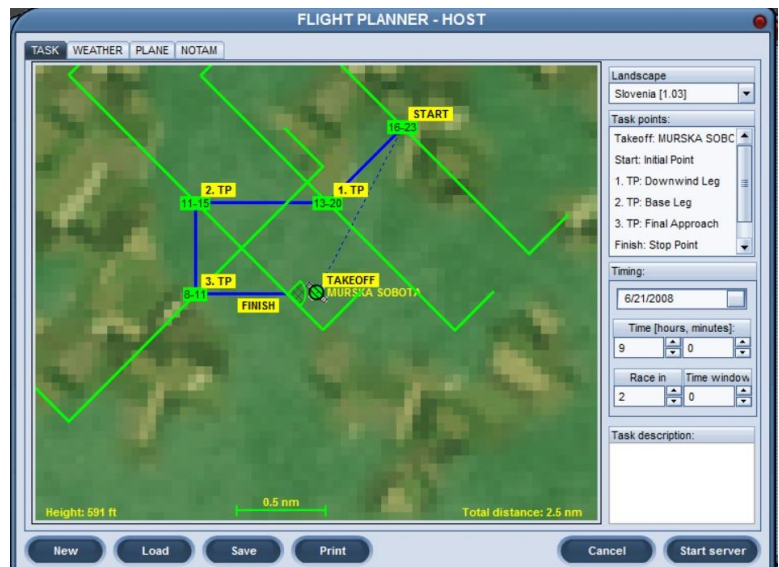 FLIGHT PLANNER - HOST
TASK WEATHER PLANE NOTAM
START
16-23
2. TP
1. TP
11-15
13-20
3. TP
TAKEOFF
8-11
MURSKA SOBOTA
FINISH
0.5 nm
Height: 591 ft
Total distance: 2.5 nm
Landscape
Slovenia [1.03]
Task points:
Takeoff: MURSKA SOBC
Start: Initial Point
1. TP: Downwind Leg
2. TP: Base Leg
3. TP: Final Approach
Finish: Stop Point
Timing:
6/21/2008
Time [hours, minutes]:
9 0
Race in Time window
2 0
Task description:
New Load Save Print Cancel Start server